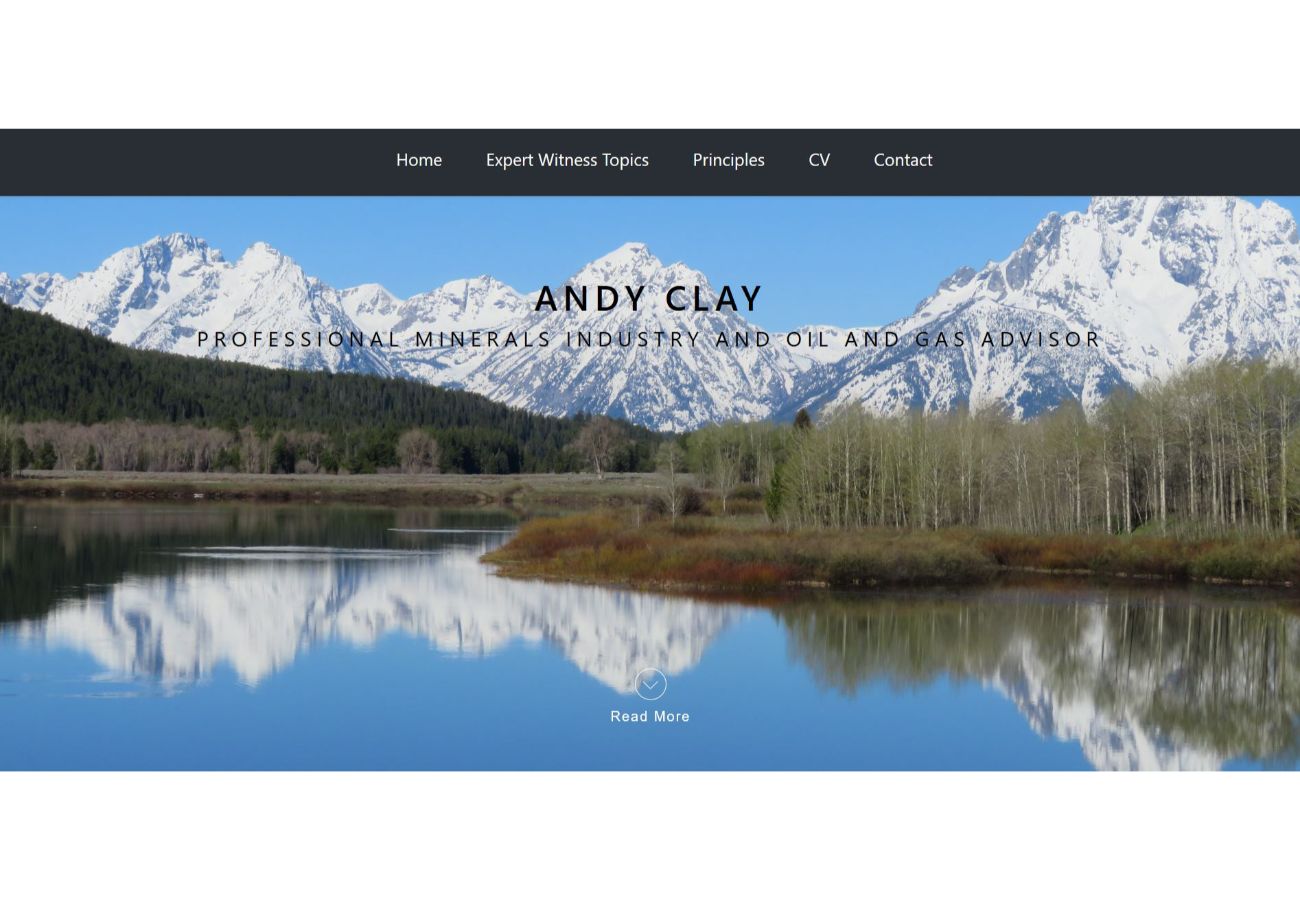 Home Expert Witness Topics Principles CV Contact
ANDY CLAY
PROFESSIONAL MINERALS INDUSTRY AND OIL AND GAS ADVISOR
Read More